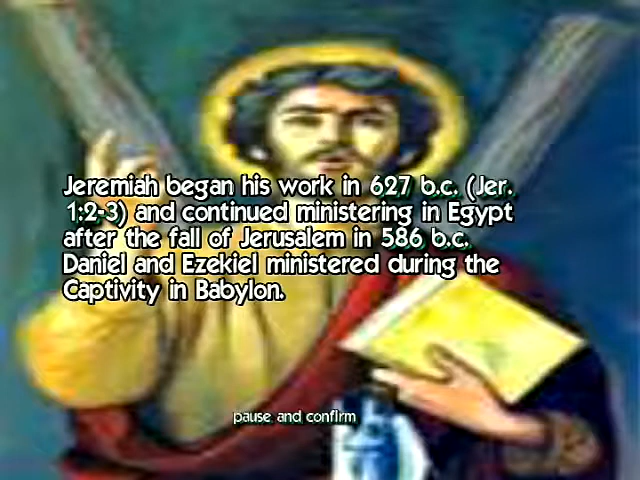 Jeremiah began his work in 627 b.c. (Jer.
1:2-3) and continued ministering in Egypt
after the fall of Jerusalem in 586 b.c.
Daniel and Ezekiel ministered during the
Captivity in Babylon.
pause and confirm